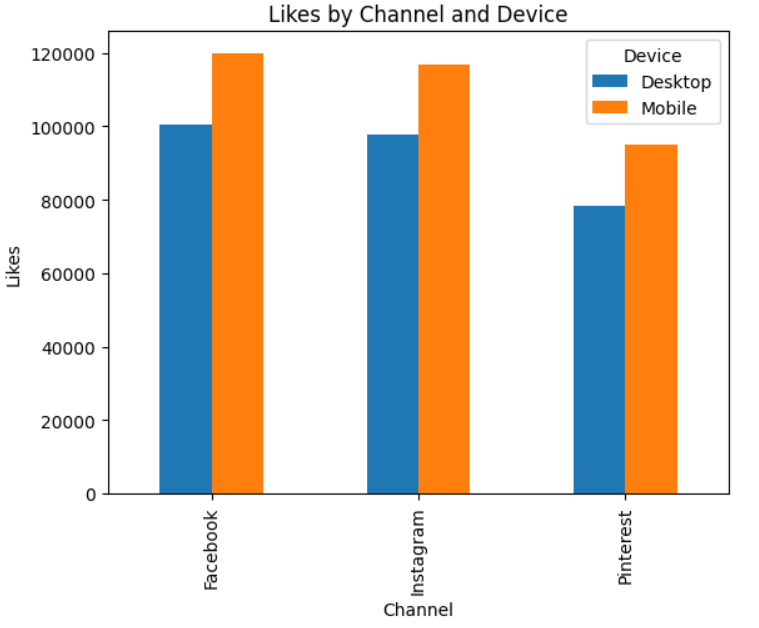 Likes by Channel and Device
Device
Desktop
Mobile
Likes
120000
100000
80000
60000
40000
20000
0
Facebook
Instagram
Pinterest
Channel